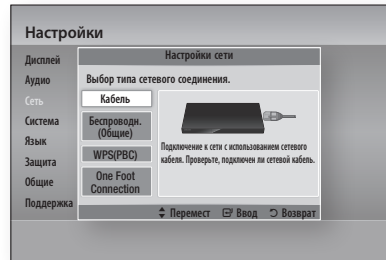 Настройки
Дисплей
Аудио
Сеть
Система
Язык
Защита
Общие
Поддержка
Настройки сети
Выбор типа сетевого соединения.
Кабель
Беспроводн.
(Общие)
WPS(PBC)
One Foot
Connection
Подключение к сети с использованием сетевого
кабеля. Проверьте, подключен ли сетевой кабель.
Перемест Ввод Возврат